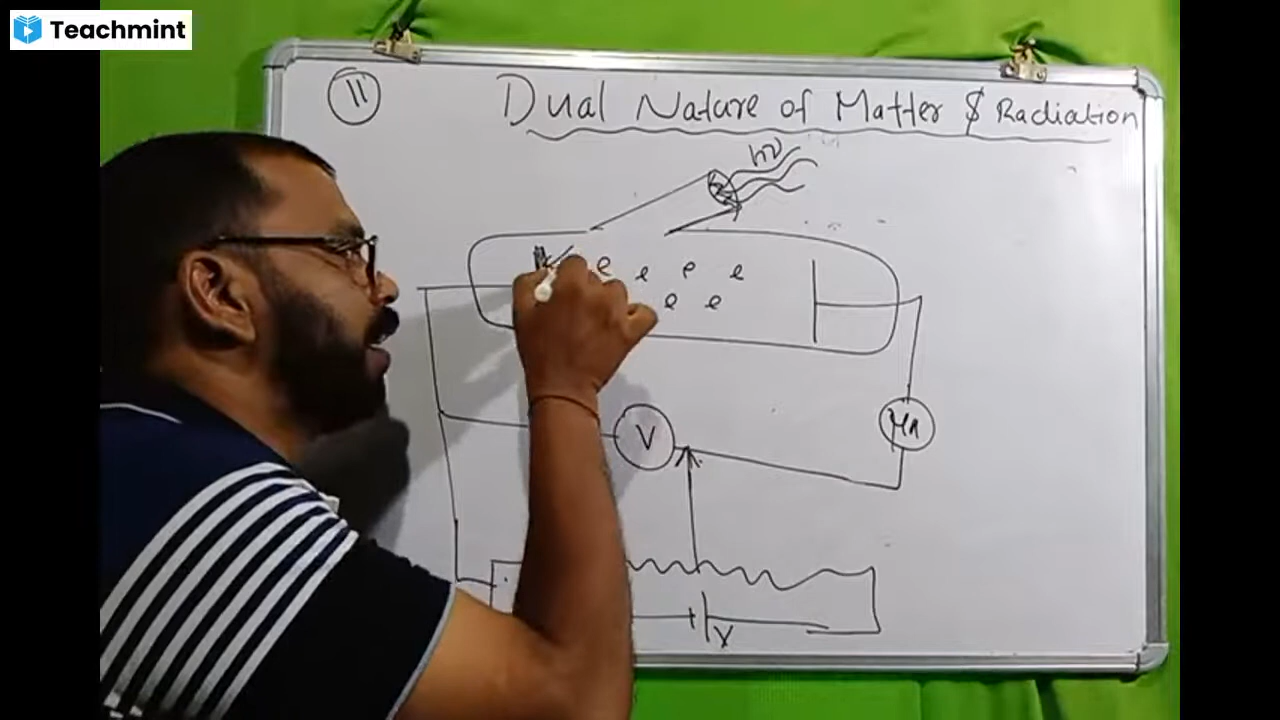 Teachmint
11
Dual Nature of Matter & Radiation
hν
e e e e
e e
V
μA